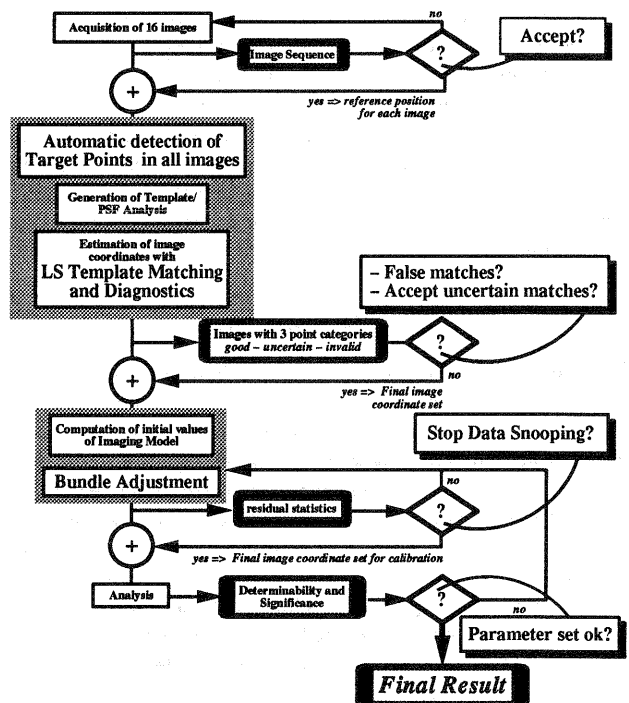 no
Acquisition of 16 images
Image Sequence
?
Accept?
+
yes => reference position
for each image
Automatic detection of
Target Points in all images
Generation of Template/
PSF Analysis
Estimation of image
coordinates with
LS Template Matching
and Diagnostics
– False matches?
– Accept uncertain matches?
Images with 3 point categories
good – uncertain – invalid
?
no
+
yes => Final image
coordinate set
Computation of initial values
of Imaging Model
Stop Data Snooping?
Bundle Adjustment
no
residual statistics
?
+
yes => Final image coordinate set for calibration
Analysis
Determinability and
Significance
?
no
Parameter set ok?
Final Result